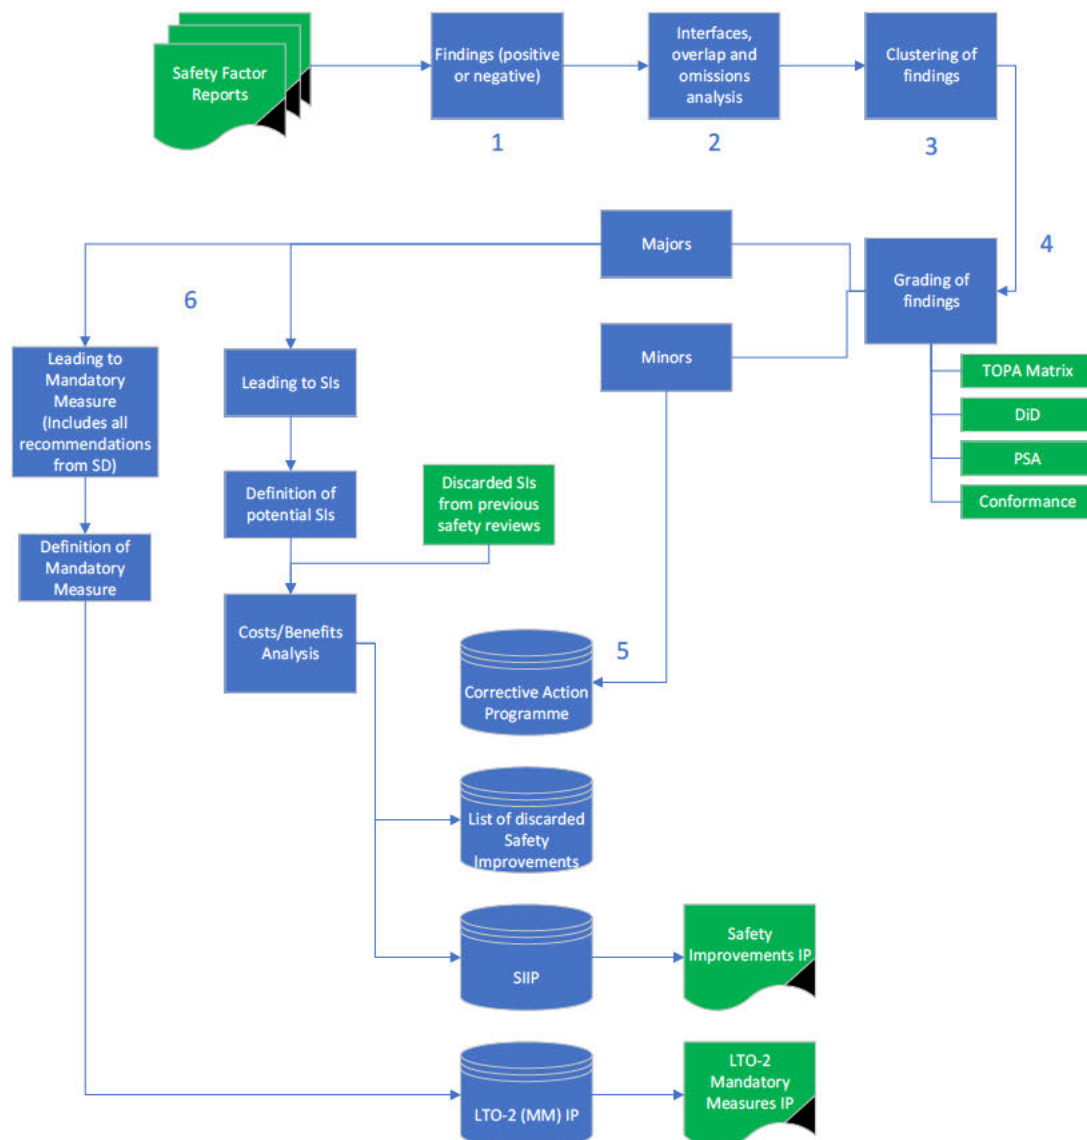 Safety Factor
Reports
Findings (positive
or negative)
Interfaces,
overlap and
omissions
analysis
Clustering of
findings
1
2
3
4
Majors
Grading of
findings
6
Minors
Leading to
Mandatory
Measure
(Includes all
recommendations
from SD)
Leading to SIs
TOPA Matrix
DiD
PSA
Conformance
Definition of
potential SIs
Discarded SIs
from previous
safety reviews
Definition of
Mandatory
Measure
Costs/Benefits
Analysis
5
Corrective Action
Programme
List of discarded
Safety
Improvements
SIIP
Safety
Improvements IP
LTO-2 (MM) IP
LTO-2
Mandatory
Measures IP